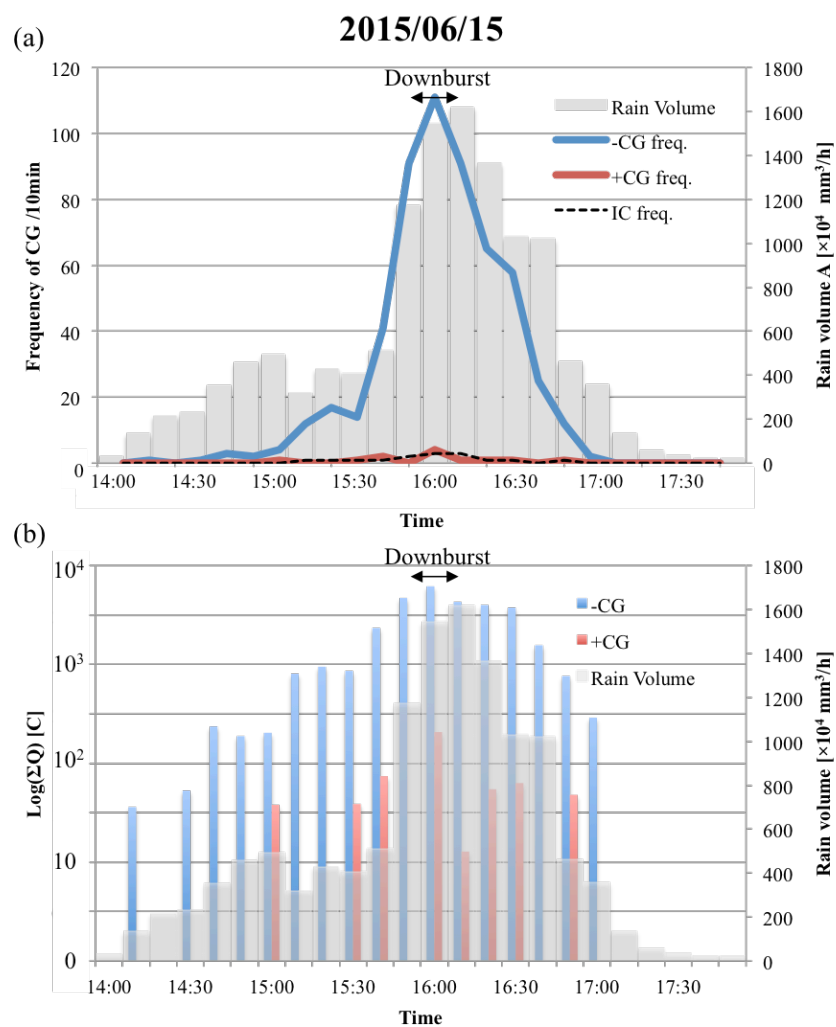 2015/06/15
(a)
Downburst
Frequency of CG /10min
120
100
80
60
40
20
0
Rain Volume
-CG freq.
+CG freq.
IC freq.
1800
1600
1400
1200
1000
800
600
400
200
0
Rain volume A [×10⁴ mm³/h]
14:00 14:30 15:00 15:30 16:00 16:30 17:00 17:30
Time
(b)
Downburst
Log(ΣQ) [C]
10⁴
10³
10²
10
0
-CG
+CG
Rain Volume
1800
1600
1400
1200
1000
800
600
400
200
0
Rain volume [×10⁴ mm³/h]
14:00 14:30 15:00 15:30 16:00 16:30 17:00 17:30
Time